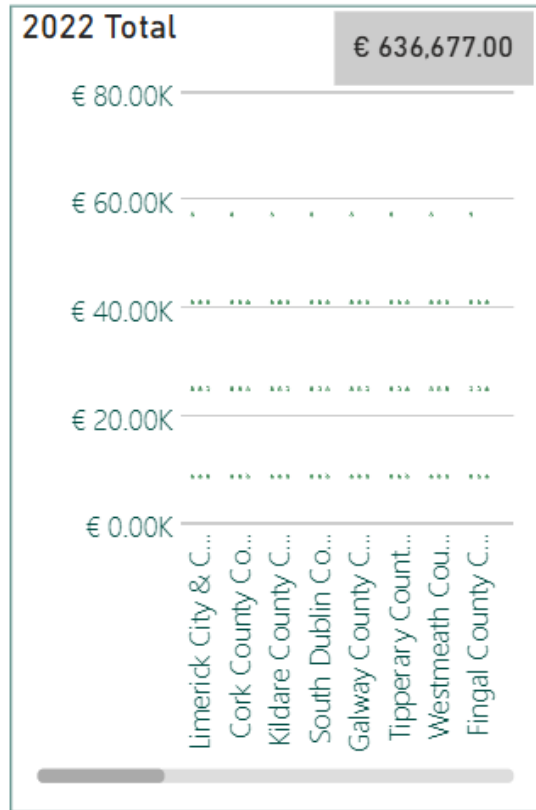 2022 Total
€ 636,677.00
€ 80.00K
€ 60.00K
€ 40.00K
€ 20.00K
€ 0.00K
Limerick City & C...
Cork County Co...
Kildare County C...
South Dublin Co...
Galway County C...
Tipperary Count...
Westmeath Cou...
Fingal County C...